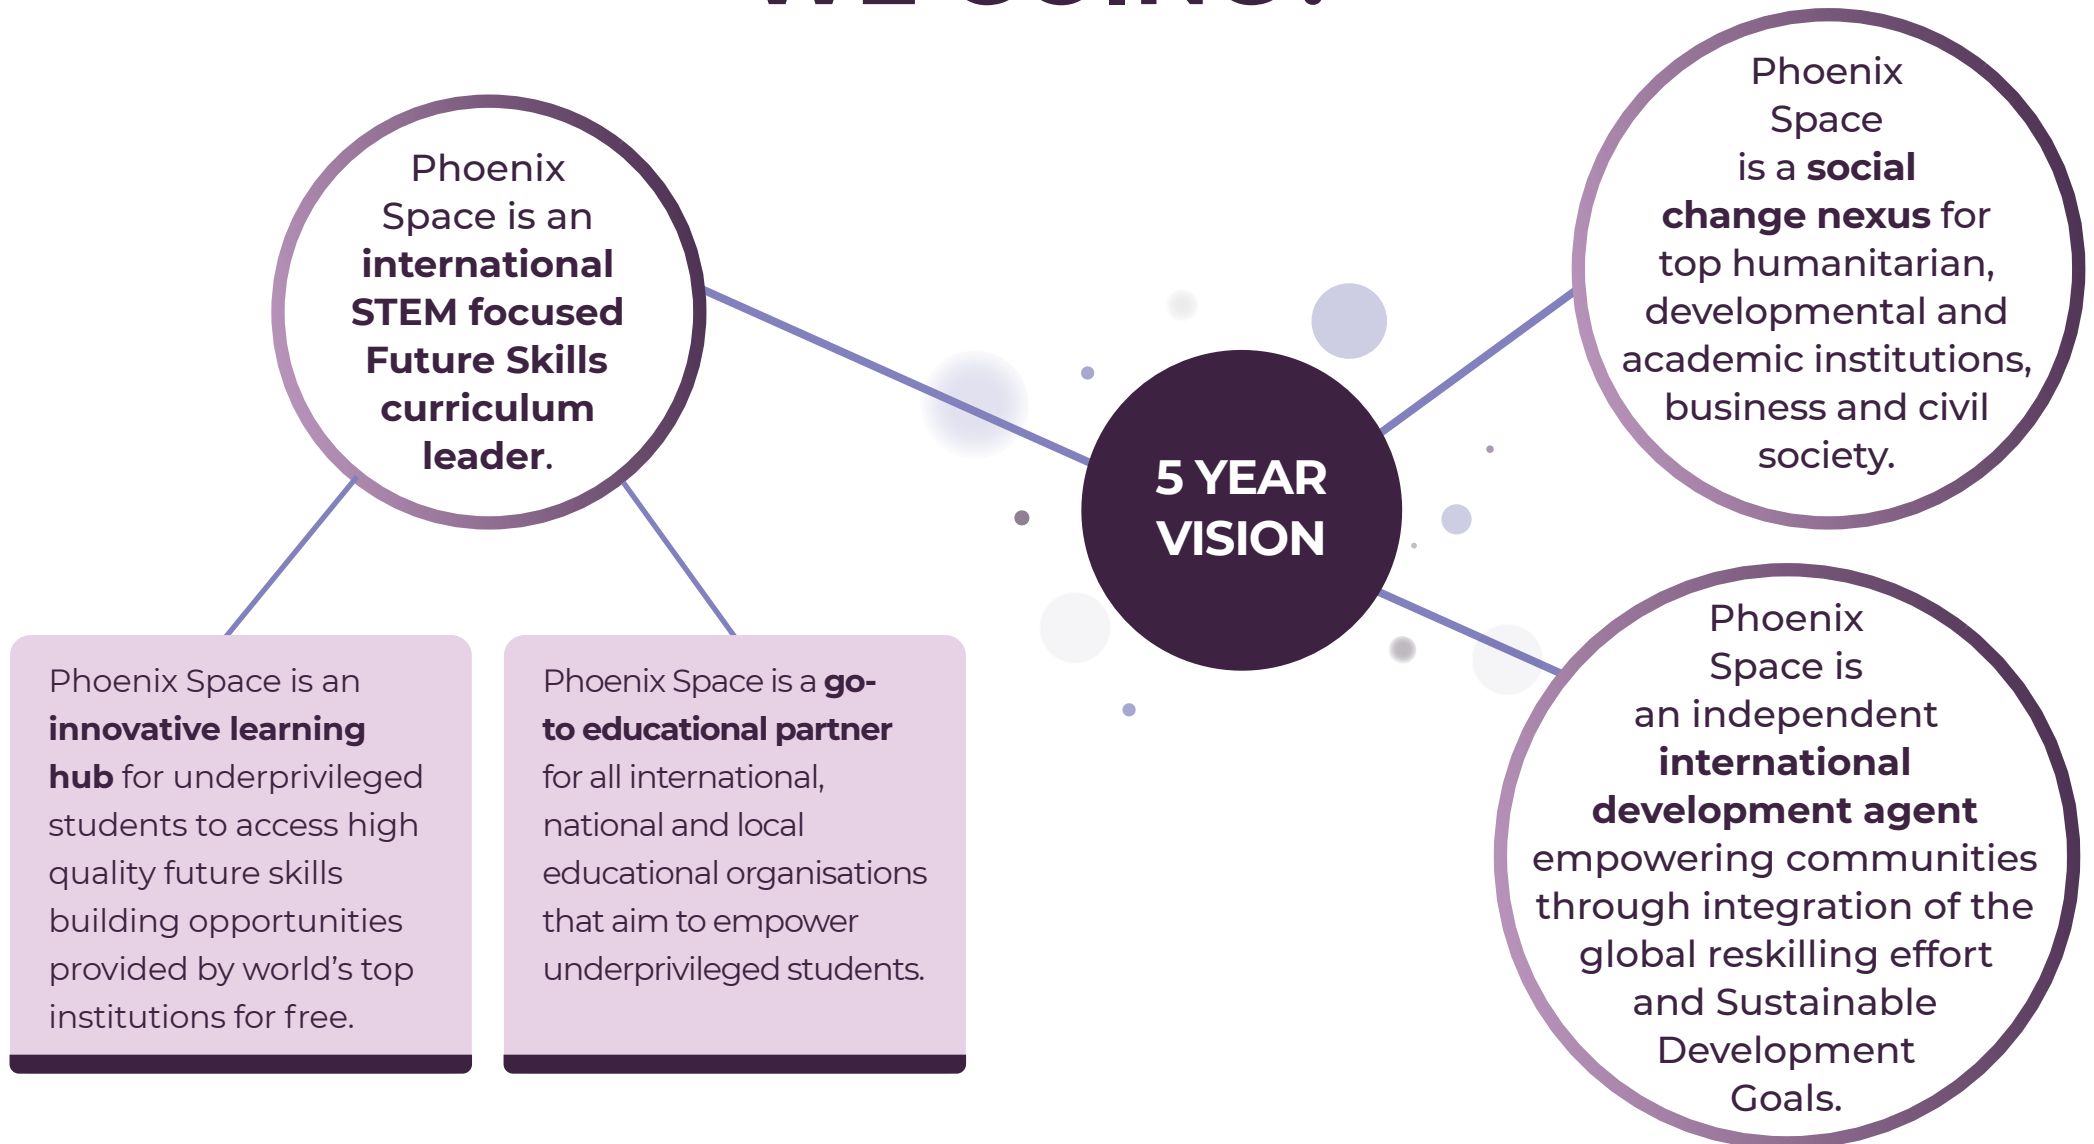 WE GOING?
Phoenix
Space is an
international
STEM focused
Future Skills
curriculum
leader.
Phoenix Space is an
innovative learning
hub for underprivileged
students to access high
quality future skills
building opportunities
provided by world’s top
institutions for free.
Phoenix Space is a go-
to educational partner
for all international,
national and local
educational organisations
that aim to empower
underprivileged students.
5 YEAR
VISION
Phoenix
Space
is a social
change nexus for
top humanitarian,
developmental and
academic institutions,
business and civil
society.
Phoenix
Space is
an independent
international
development agent
empowering communities
through integration of the
global reskilling effort
and Sustainable
Development
Goals.